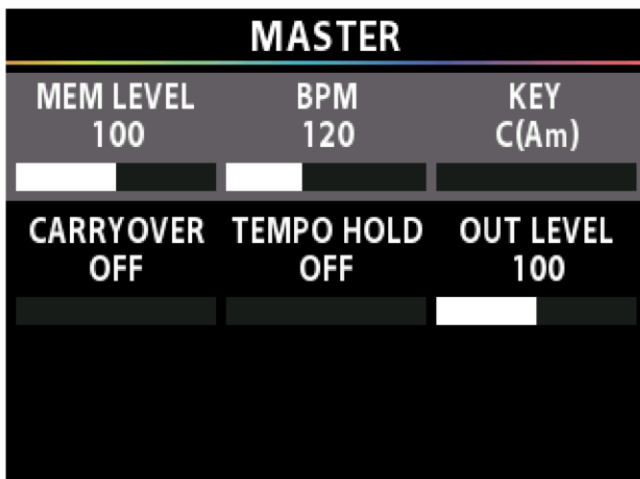 MASTER
MEM LEVEL BPM KEY
100 120 C(Am)
CARRYOVER TEMPO HOLD OUT LEVEL
OFF OFF 100